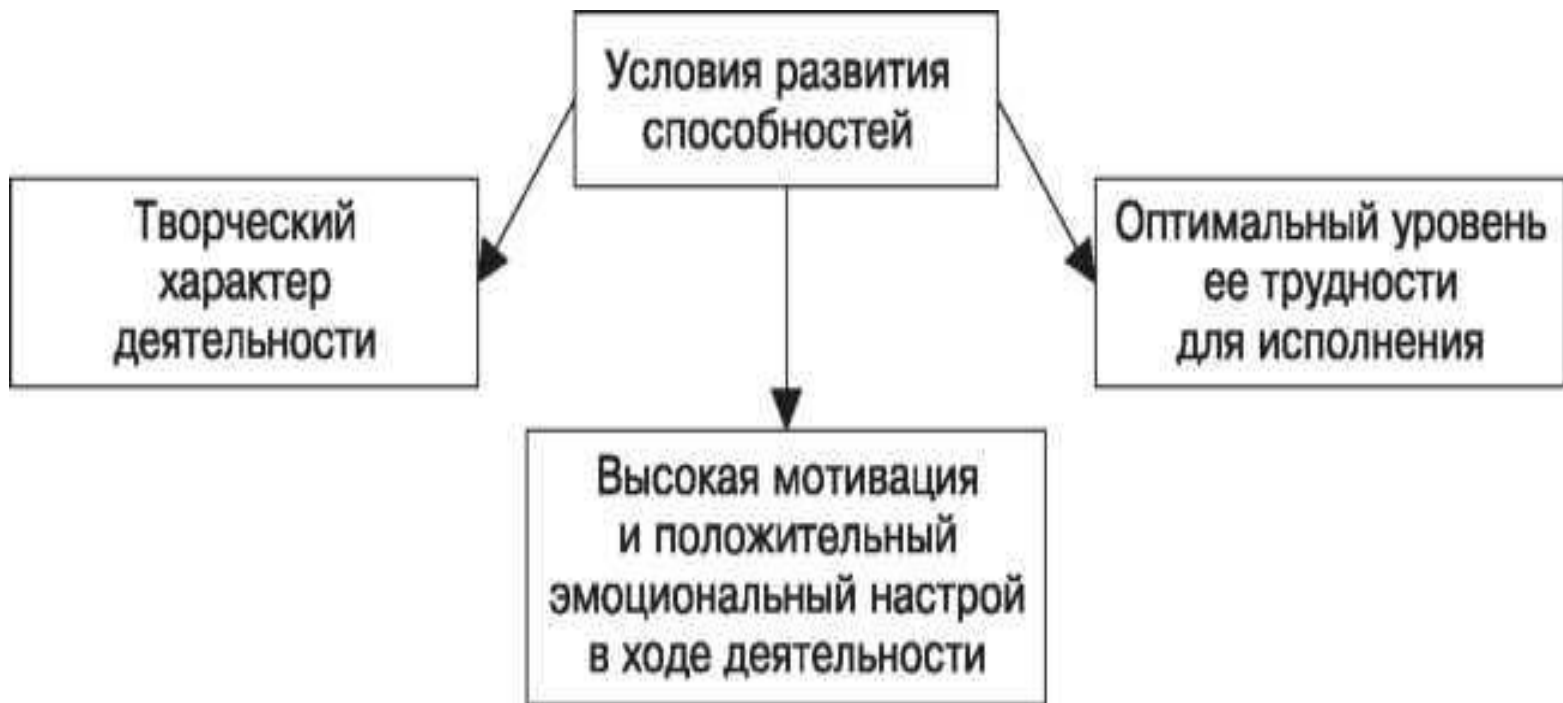 Условия развития
способностей
Творческий
характер
деятельности
Высокая мотивация
и положительный
эмоциональный настрой
в ходе деятельности
Оптимальный уровень
ее трудности
для исполнения